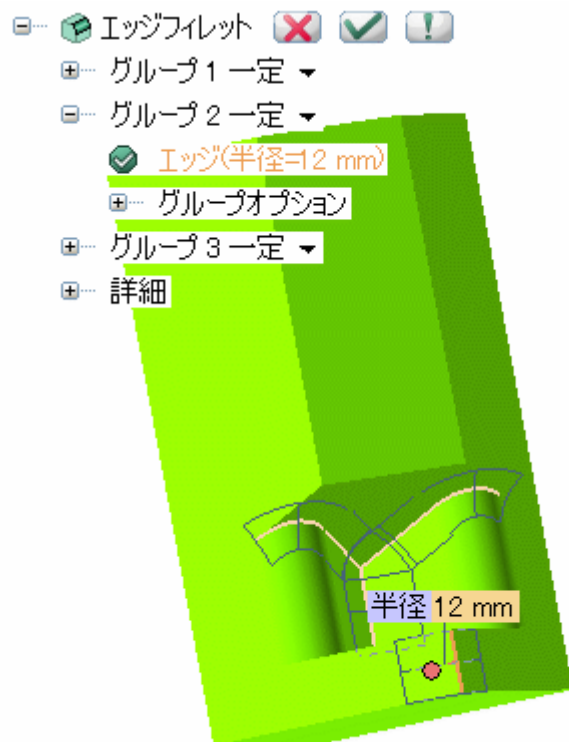 エッジフィレット
グループ 1 一定
グループ 2 一定
エッジ(半径=12 mm)
グループオプション
グループ 3 一定
詳細
半径 12 mm